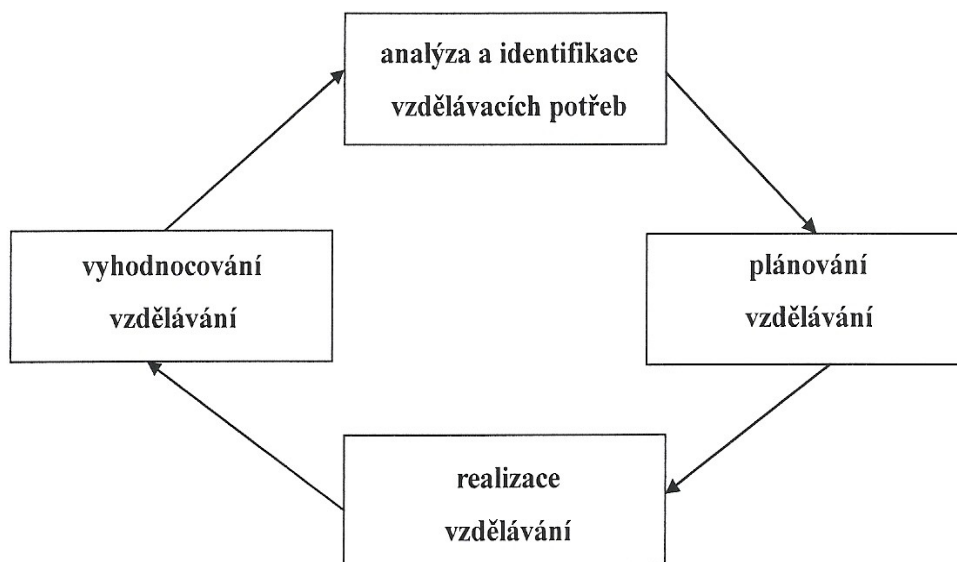 analýza a identifikace
vzdělávacích potřeb
vyhodnocování
vzdělávání
plánování
vzdělávání
realizace
vzdělávání